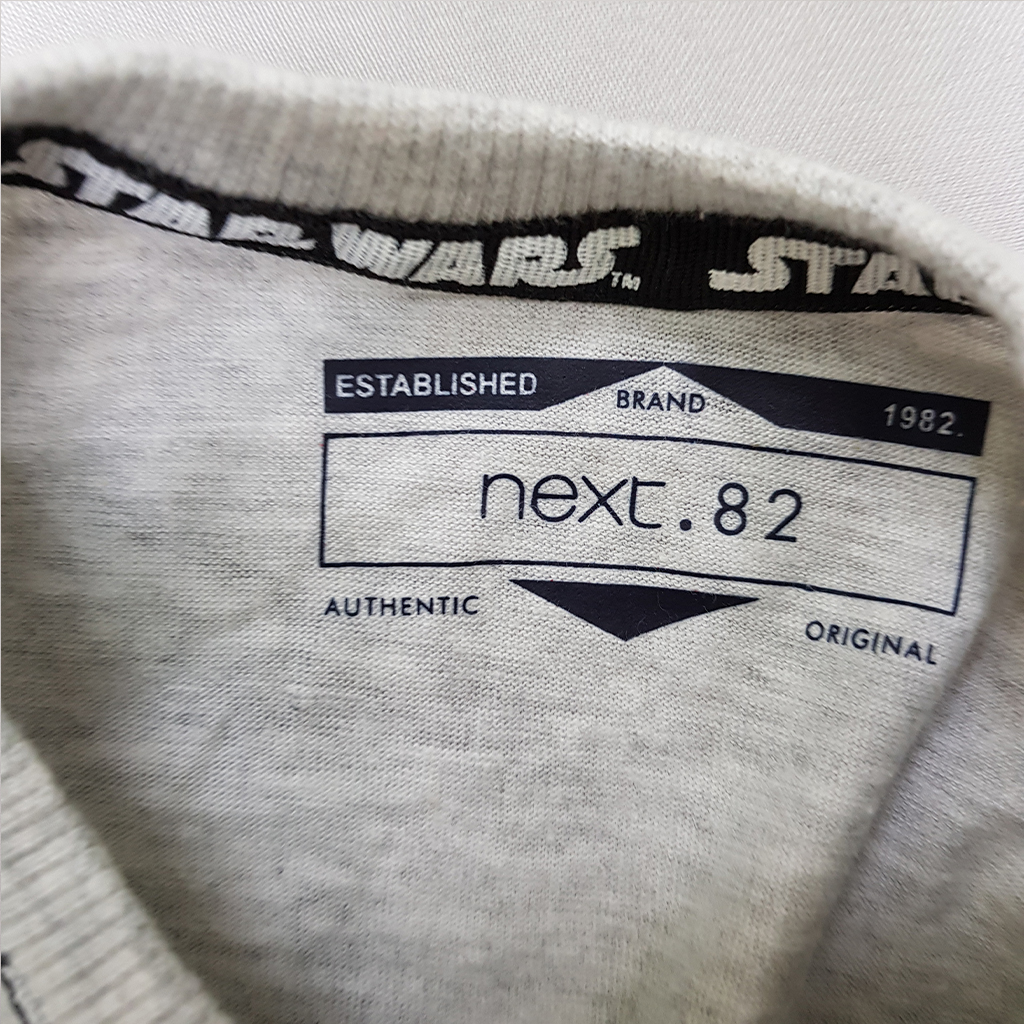 STAR WARS™ STAR
ESTABLISHED BRAND 1982.
next.82
AUTHENTIC ORIGINAL